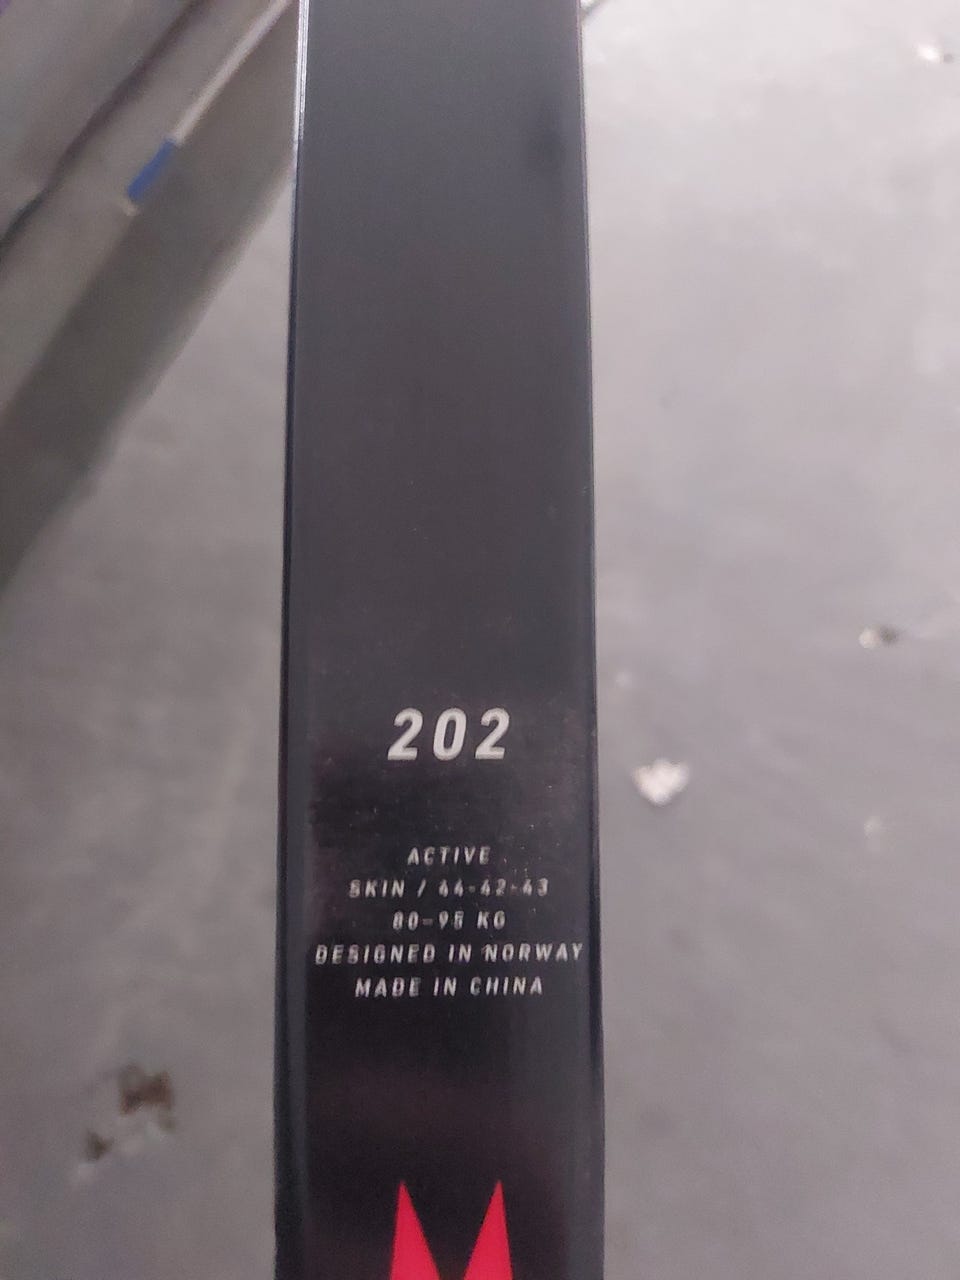 202
ACTIVE
SKIN / 44-42-43
80-95 KG
DESIGNED IN NORWAY
MADE IN CHINA